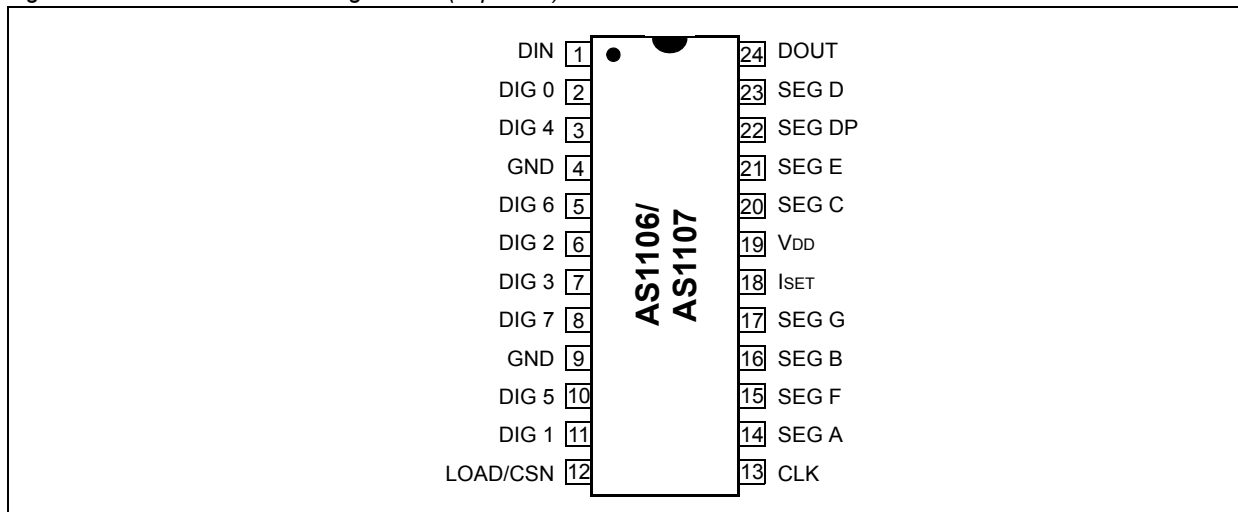 DIN 1 24 DOUT
DIG 0 2 23 SEG D
DIG 4 3 22 SEG DP
GND 4 21 SEG E
DIG 6 5 20 SEG C
DIG 2 6 19 VDD
DIG 3 7 18 ISET
DIG 7 8 17 SEG G
GND 9 16 SEG B
DIG 5 10 15 SEG F
DIG 1 11 14 SEG A
LOAD/CSN 12 13 CLK
AS1106/
AS1107